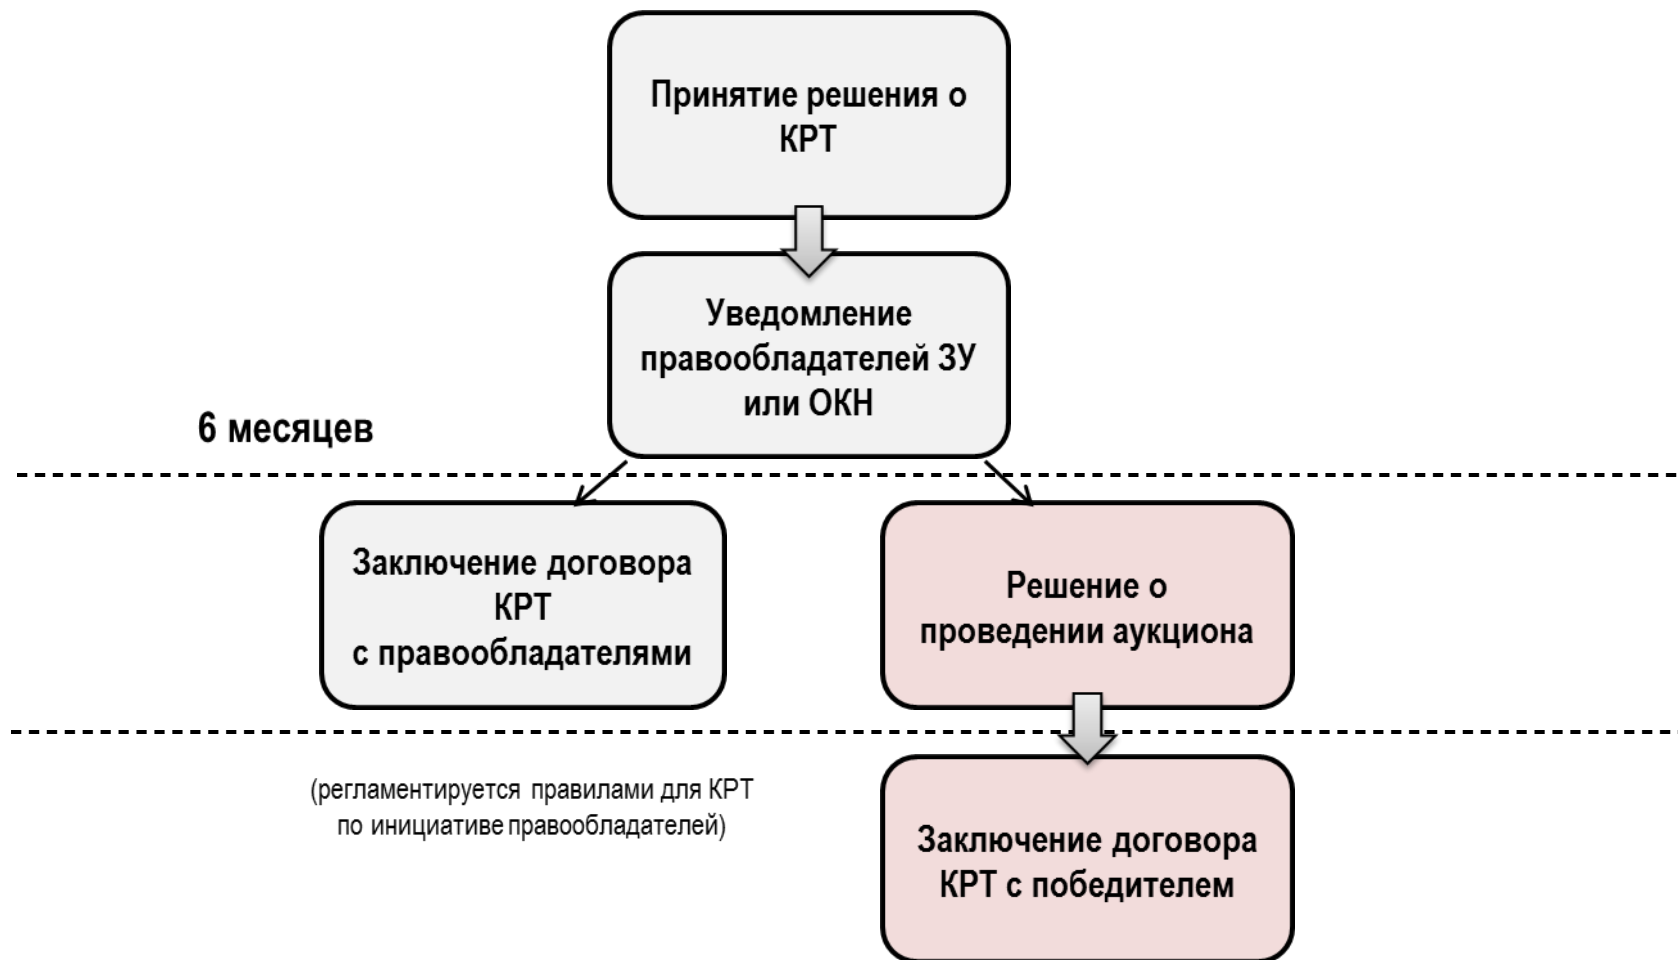 Принятие решения о
КРТ
Уведомление
правообладателей ЗУ
или ОКН
6 месяцев
Заключение договора
КРТ
с правообладателями
Решение о
проведении аукциона
(регламентируется правилами для КРТ
по инициативе правообладателей)
Заключение договора
КРТ с победителем